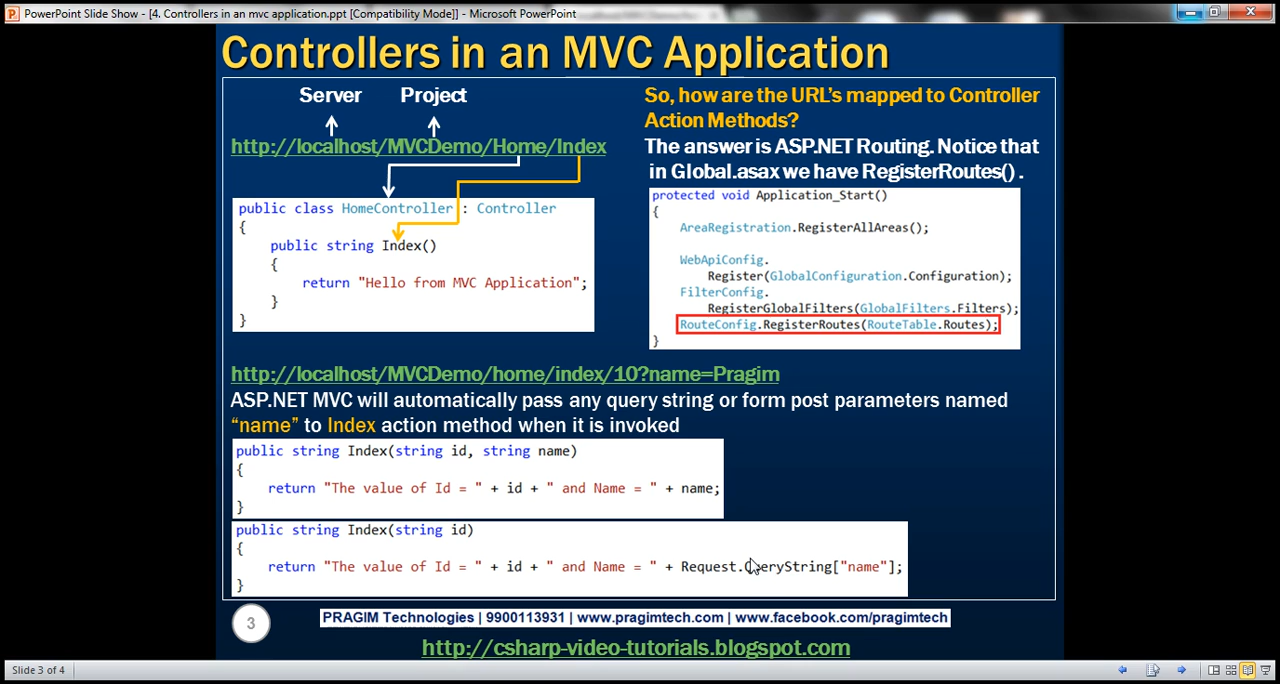 PowerPoint Slide Show - [4. Controllers in an mvc application.ppt [Compatibility Mode]] - Microsoft PowerPoint
Controllers in an MVC Application
Server Project
http://localhost/MVCDemo/Home/Index
public class HomeController : Controller
{
public string Index()
{
return "Hello from MVC Application";
}
}
So, how are the URL's mapped to Controller
Action Methods?
The answer is ASP.NET Routing. Notice that
in Global.asax we have RegisterRoutes() .
protected void Application_Start()
{
AreaRegistration.RegisterAllAreas();
WebApiConfig.
Register(GlobalConfiguration.Configuration);
FilterConfig.
RegisterGlobalFilters(GlobalFilters.Filters);
RouteConfig.RegisterRoutes(RouteTable.Routes);
}
http://localhost/MVCDemo/home/index/10?name=Pragim
ASP.NET MVC will automatically pass any query string or form post parameters named
“name” to Index action method when it is invoked
public string Index(string id, string name)
{
return "The value of Id = " + id + " and Name = " + name;
}
public string Index(string id)
{
return "The value of Id = " + id + " and Name = " + Request.QueryString["name"];
}
3
PRAGIM Technologies | 9900113931 | www.pragimtech.com | www.facebook.com/pragimtech
http://csharp-video-tutorials.blogspot.com
Slide 3 of 4